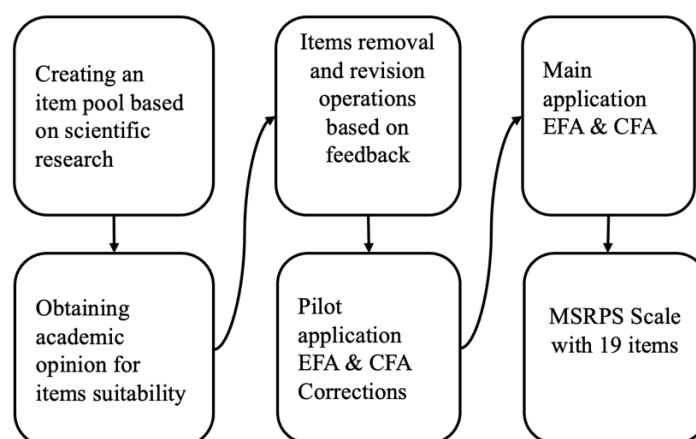 Creating an
item pool based
on scientific
research
Obtaining
academic
opinion for
items suitability
Items removal
and revision
operations
based on
feedback
Pilot
application
EFA & CFA
Corrections
Main
application
EFA & CFA
MSRPS Scale
with 19 items